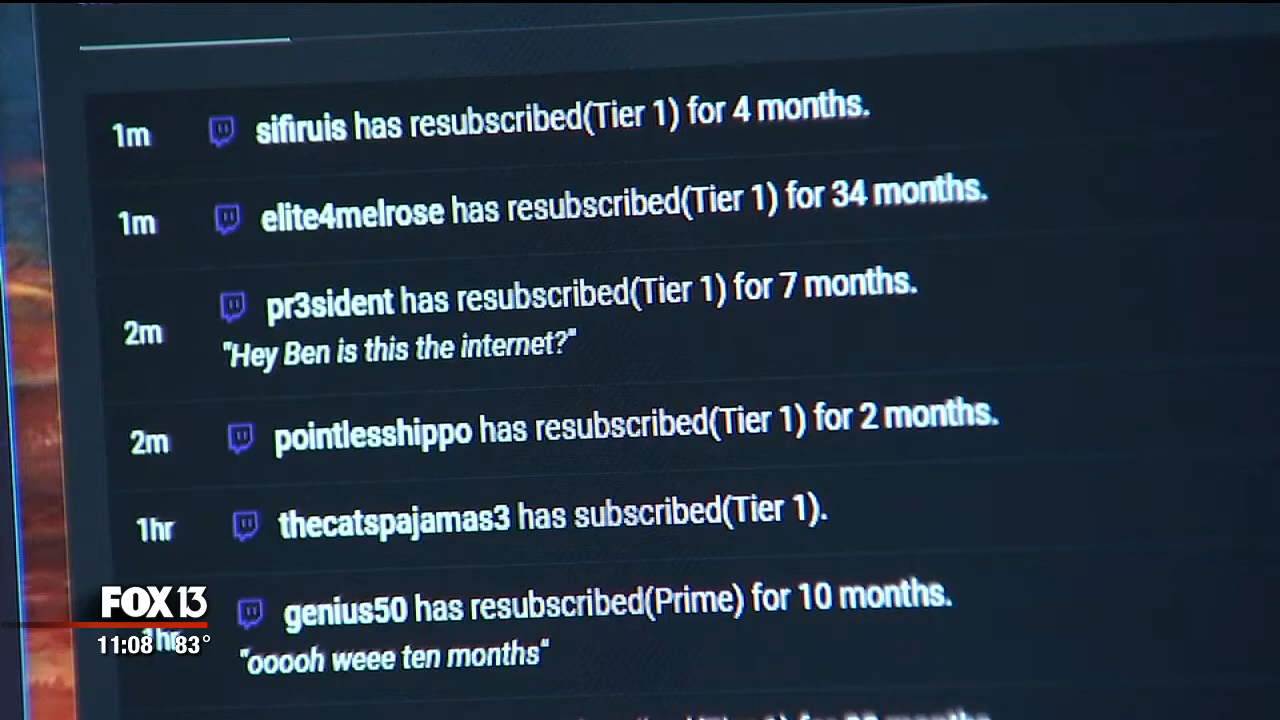 1m sifiruis has resubscribed(Tier 1) for 4 months.
1m elite4melrose has resubscribed(Tier 1) for 34 months.
2m pr3sident has resubscribed(Tier 1) for 7 months.
"Hey Ben is this the internet?"
2m pointlesshippo has resubscribed(Tier 1) for 2 months.
1hr thecatspajamas3 has subscribed(Tier 1).
1hr genius50 has resubscribed(Prime) for 10 months.
"ooooh weee ten months"
FOX 13
11:08 83°